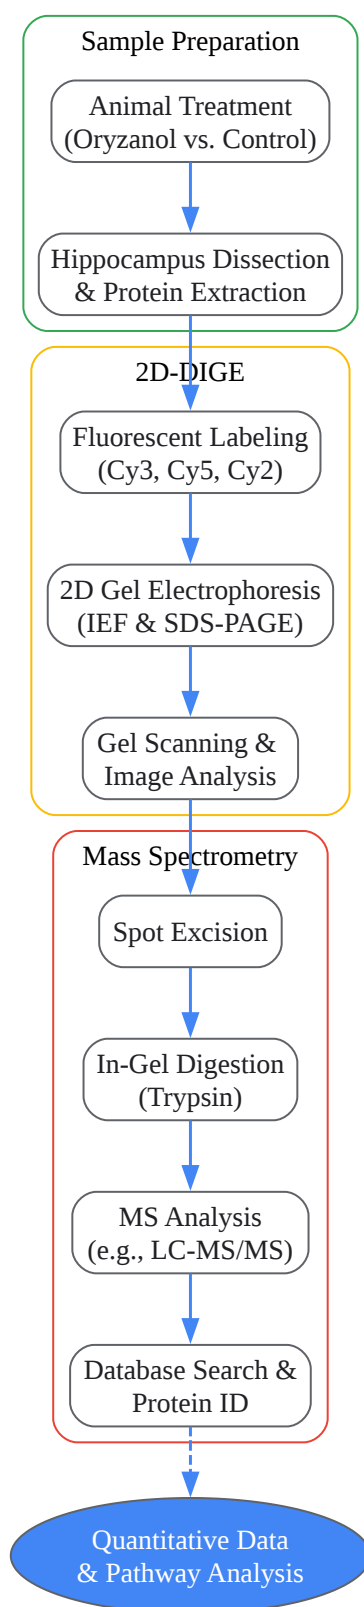 Sample Preparation
Animal Treatment
(Oryzanol vs. Control)
Hippocampus Dissection
& Protein Extraction
2D-DIGE
Fluorescent Labeling
(Cy3, Cy5, Cy2)
2D Gel Electrophoresis
(IEF & SDS-PAGE)
Gel Scanning &
Image Analysis
Mass Spectrometry
Spot Excision
In-Gel Digestion
(Trypsin)
MS Analysis
(e.g., LC-MS/MS)
Database Search &
Protein ID
Quantitative Data
& Pathway Analysis